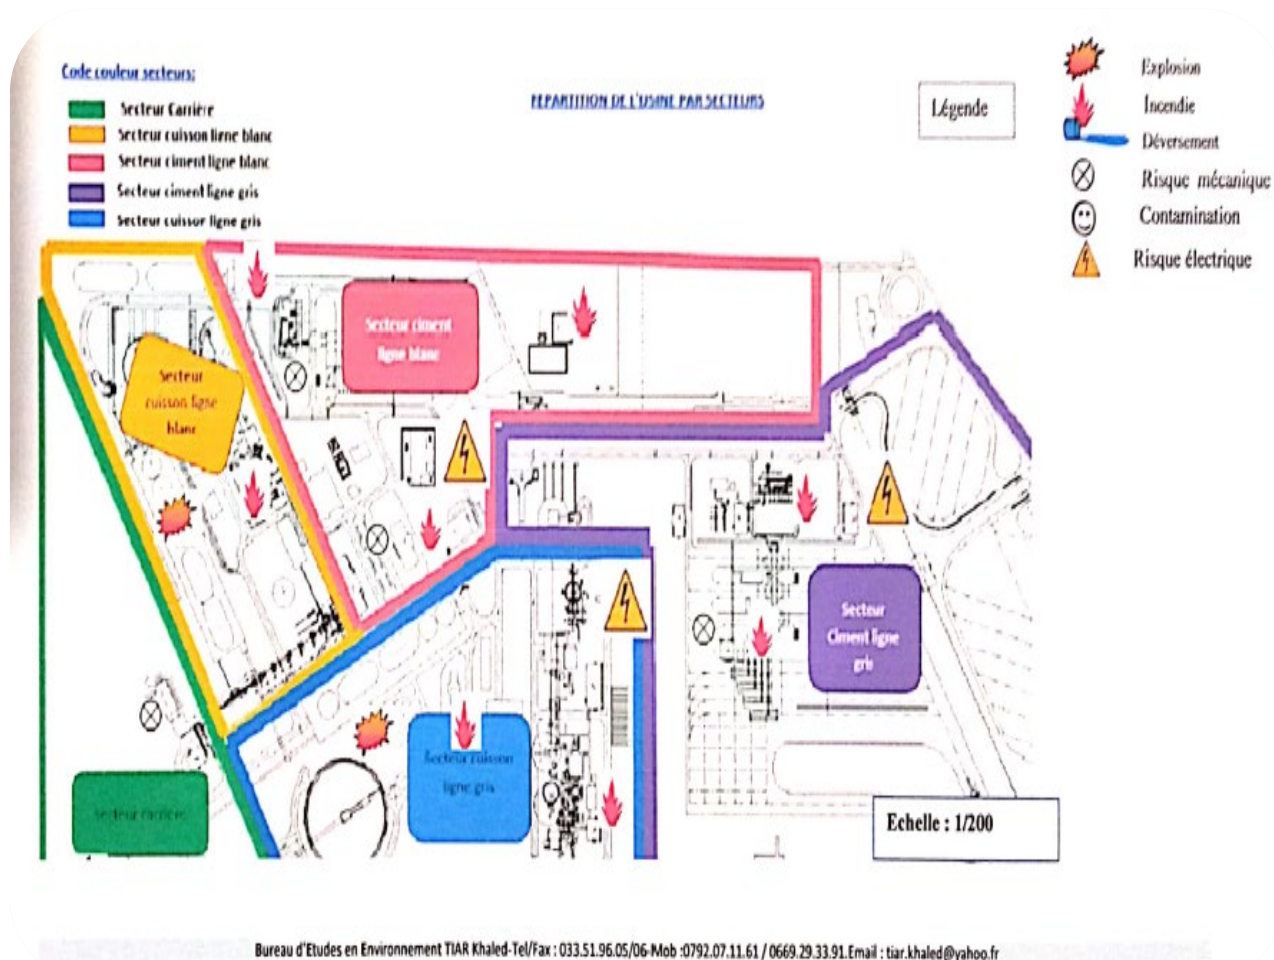 Code couleur secteurs:
Secteur Carrière
Secteur cuisson ligne blanc
Secteur ciment ligne blanc
Secteur ciment ligne gris
Secteur cuisson ligne gris
REPARTITION DE L'USINE PAR SECTEURS
Légende
Explosion
Incendie
Déversement
Risque mécanique
Contamination
Risque électrique
Secteur ciment
ligne blanc
Secteur
cuisson ligne
blanc
Secteur
Ciment ligne
gris
Secteur cuisson
ligne gris
Secteur carrière
Echelle : 1/200
Bureau d'Etudes en Environnement TIAR Khaled-Tel/Fax : 033.51.96.05/06-Mob :0792.07.11.61 / 0669.29.33.91.Email : tiar.khaled@yahoo.fr